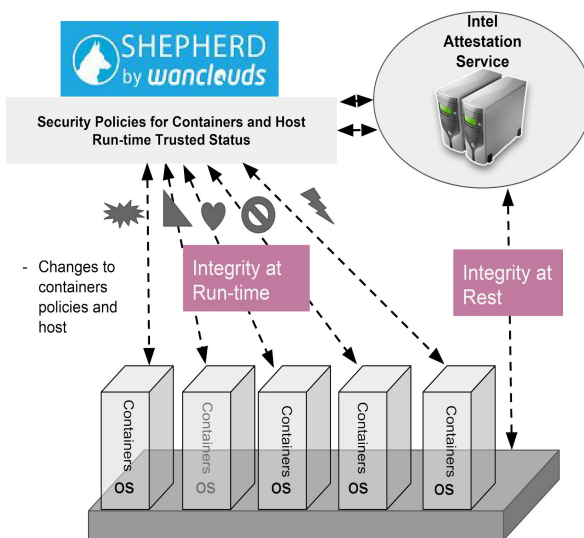 SHEPHERD
by wanclouds
Intel
Attestation
Service
Security Policies for Containers and Host
Run-time Trusted Status
- Changes to
containers
policies and
host
Integrity at
Run-time
Integrity at
Rest
Containers
OS
Containers
OS
Containers
OS
Containers
OS
Containers
OS